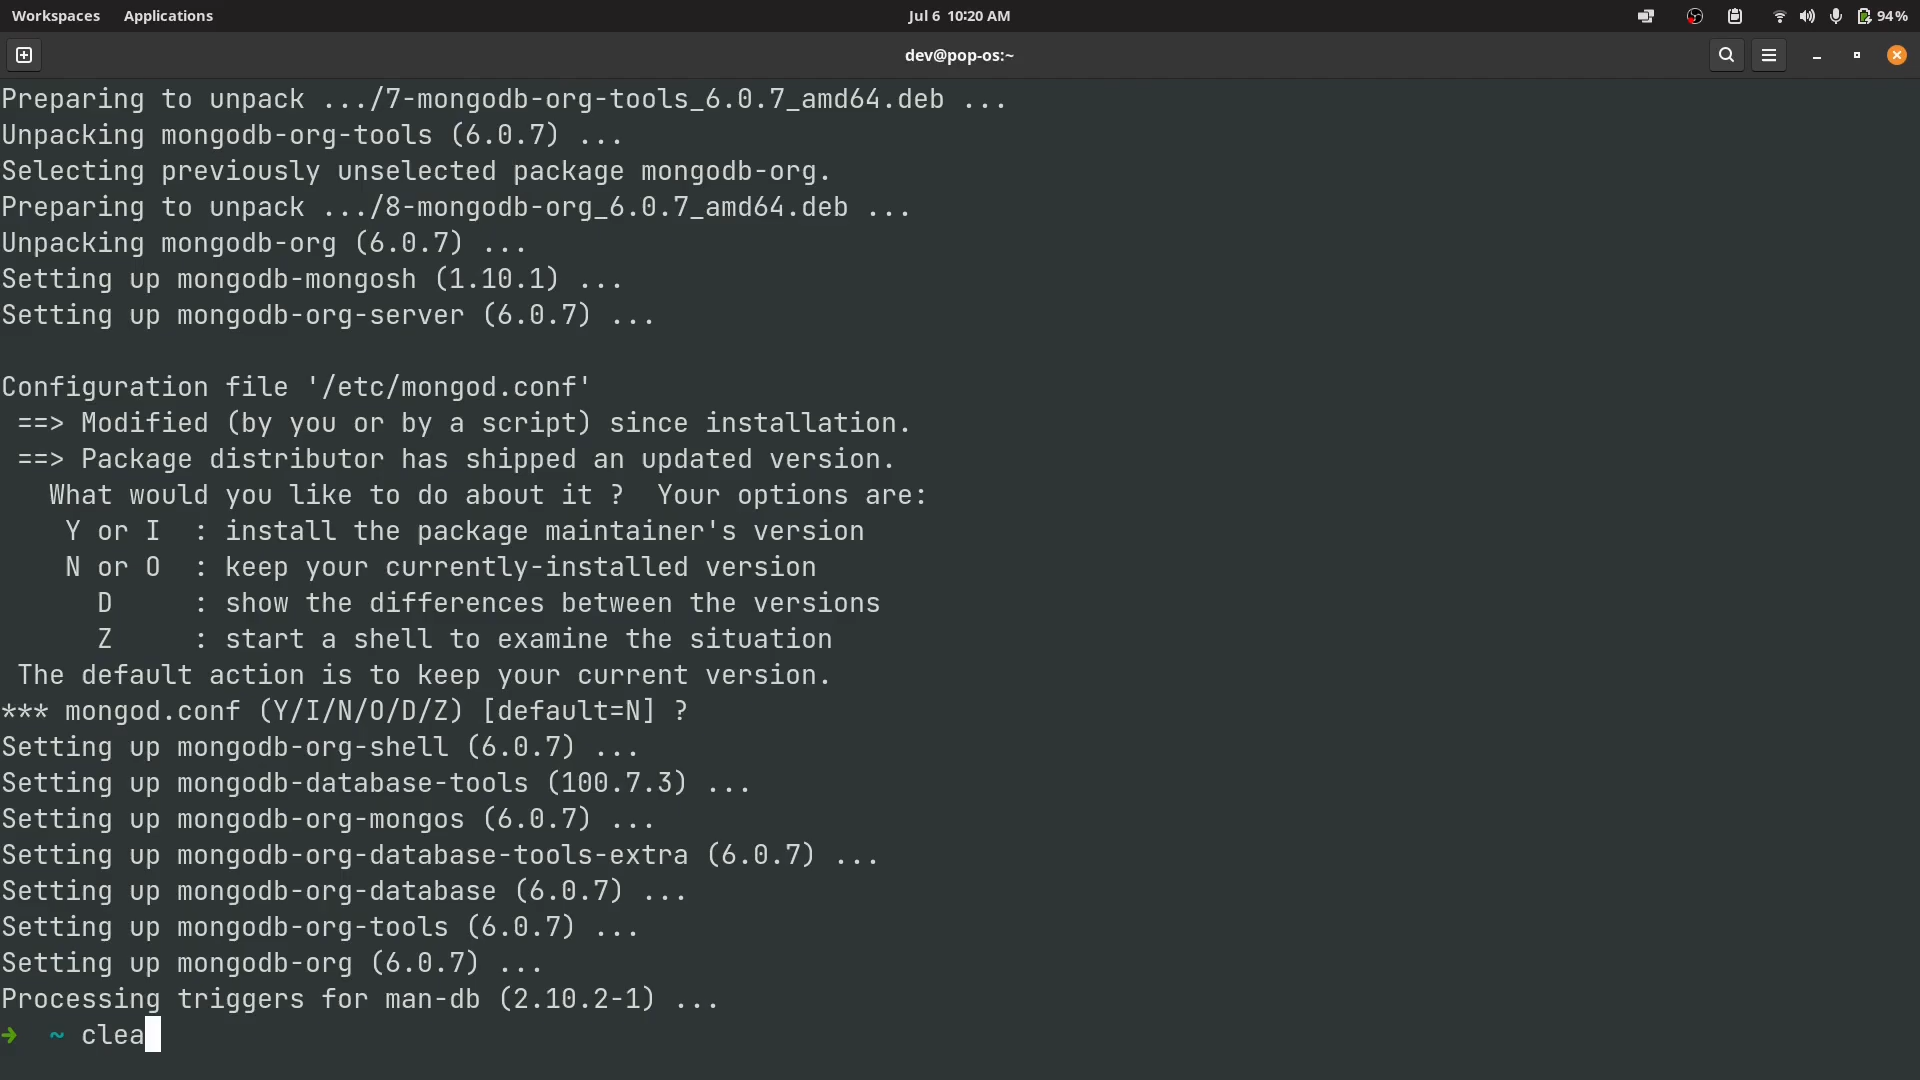 Workspaces Applications Jul 6 10:20 AM 94%
dev@pop-os:~
Preparing to unpack .../7-mongodb-org-tools_6.0.7_amd64.deb ...
Unpacking mongodb-org-tools (6.0.7) ...
Selecting previously unselected package mongodb-org.
Preparing to unpack .../8-mongodb-org_6.0.7_amd64.deb ...
Unpacking mongodb-org (6.0.7) ...
Setting up mongodb-mongosh (1.10.1) ...
Setting up mongodb-org-server (6.0.7) ...
Configuration file '/etc/mongod.conf'
 ==> Modified (by you or by a script) since installation.
 ==> Package distributor has shipped an updated version.
   What would you like to do about it ?  Your options are:
    Y or I  : install the package maintainer's version
    N or O  : keep your currently-installed version
      D     : show the differences between the versions
      Z     : start a shell to examine the situation
 The default action is to keep your current version.
*** mongod.conf (Y/I/N/O/D/Z) [default=N] ?
Setting up mongodb-org-shell (6.0.7) ...
Setting up mongodb-database-tools (100.7.3) ...
Setting up mongodb-org-mongos (6.0.7) ...
Setting up mongodb-org-database-tools-extra (6.0.7) ...
Setting up mongodb-org-database (6.0.7) ...
Setting up mongodb-org-tools (6.0.7) ...
Setting up mongodb-org (6.0.7) ...
Processing triggers for man-db (2.10.2-1) ...
➜  ~ clea